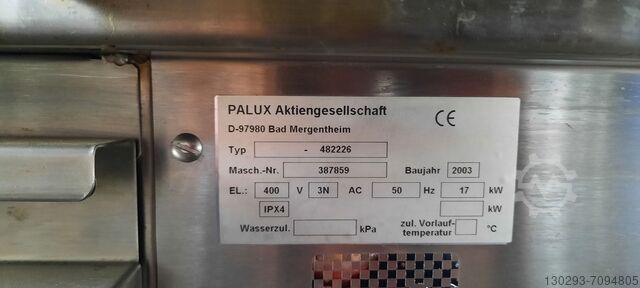 PALUX Aktiengesellschaft CE
D-97980 Bad Mergentheim
Typ - 482226
Masch.-Nr. 387859 Baujahr 2003
EL.: 400 V 3N AC 50 Hz 17 kW
IPX4 kW
Wasserzul. kPa zul. Vorlauf-
temperatur °C
130293-7094805